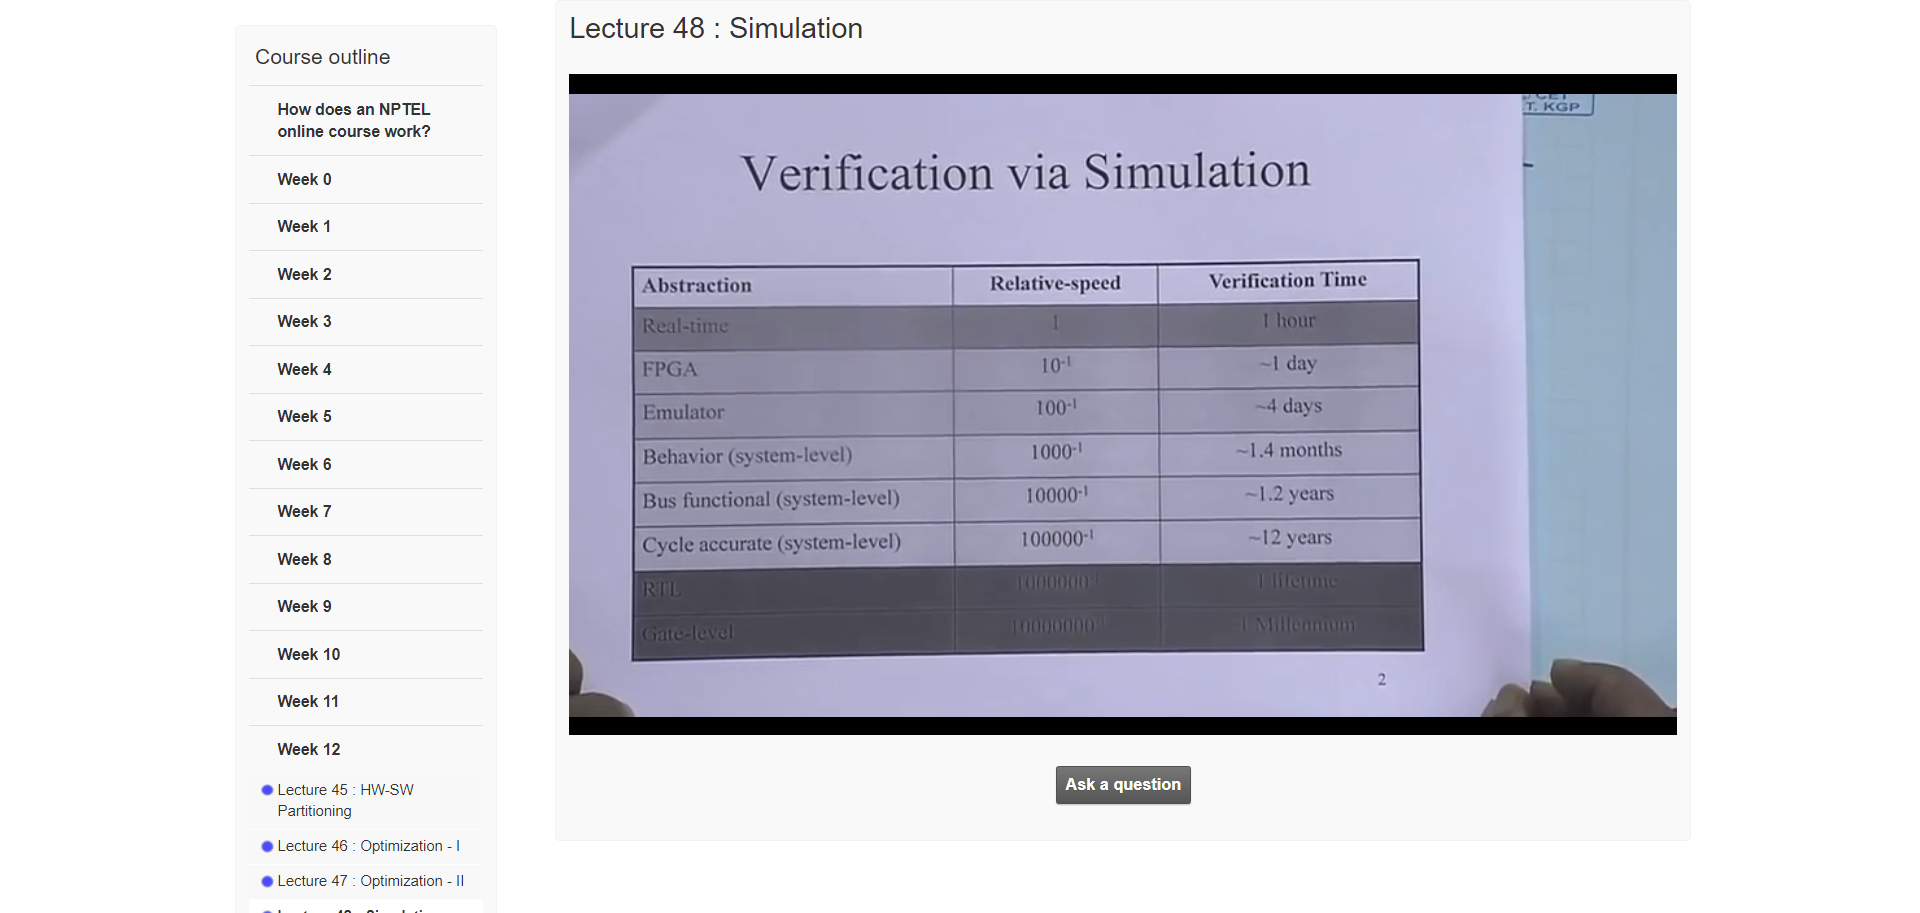 Course outline
How does an NPTEL
online course work?
Week 0
Week 1
Week 2
Week 3
Week 4
Week 5
Week 6
Week 7
Week 8
Week 9
Week 10
Week 11
Week 12
Lecture 45 : HW-SW
Partitioning
Lecture 46 : Optimization - I
Lecture 47 : Optimization - II
Lecture 48 : Simulation
T. KGP
Verification via Simulation
Abstraction Relative-speed Verification Time
Real-time 1 1 hour
FPGA 10⁻¹ ~1 day
Emulator 100⁻¹ ~4 days
Behavior (system-level) 1000⁻¹ ~1.4 months
Bus functional (system-level) 10000⁻¹ ~1.2 years
Cycle accurate (system-level) 100000⁻¹ ~12 years
RTL 1000000⁻¹ 1 lifetime
Gate-level 10000000⁻¹ 1 Millennium
2
Ask a question